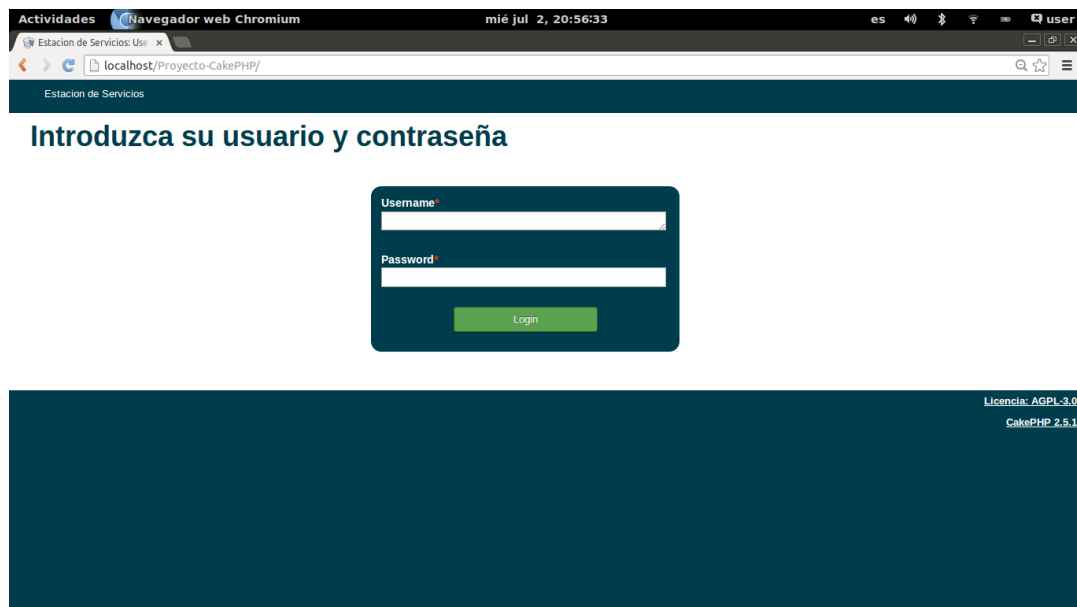 Actividades Navegador web Chromium mié jul 2, 20:56:33 es user
Estacion de Servicios: Use
localhost/Proyecto-CakePHP/
Estacion de Servicios
Introduzca su usuario y contraseña
Username*
Password*
Login
Licencia: AGPL-3.0
CakePHP 2.5.1